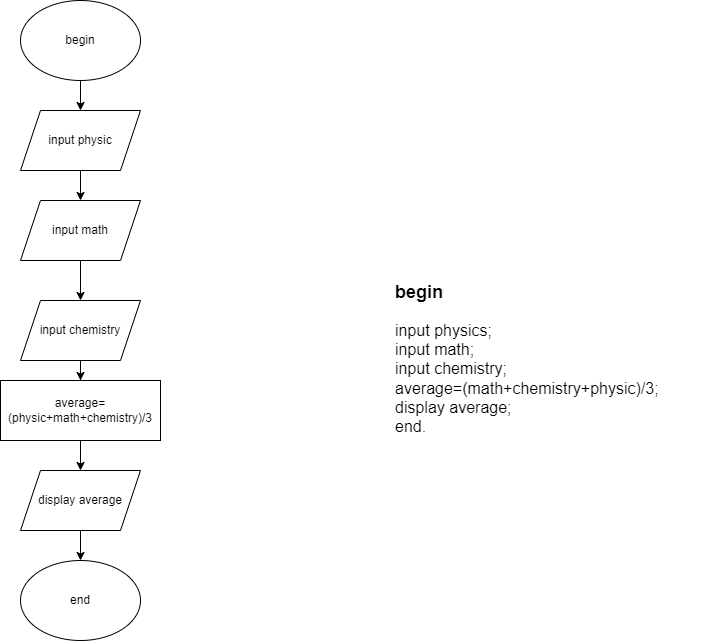 begin
input physic
input math
input chemistry
average=
(physic+math+chemistry)/3
display average
end
begin
input physics;
input math;
input chemistry;
average=(math+chemistry+physic)/3;
display average;
end.